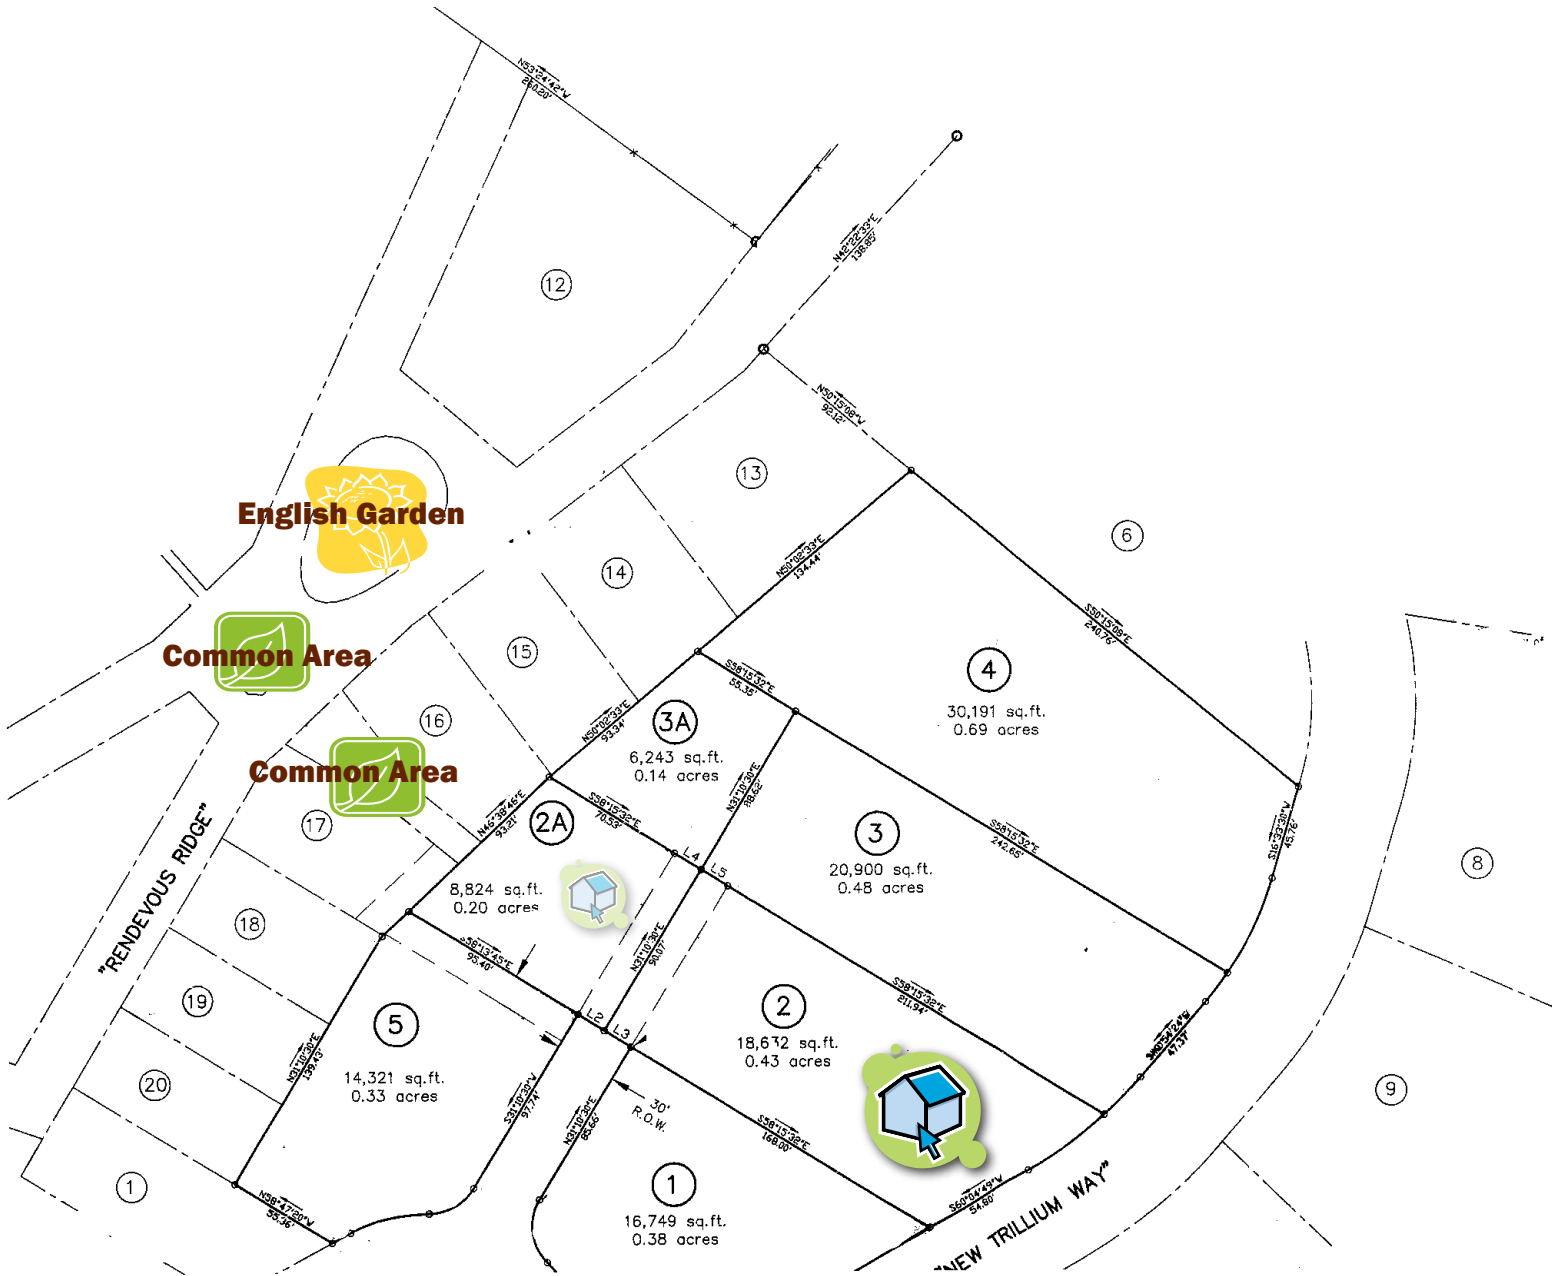 N53°24'42"W
260.20'
12
N42°22'33"E
138.95'
N50°15'08"W
92.12'
13
English Garden
6
14
N50°02'33"E
134.44'
S50°15'08"E
240.76'
Common Area
15
4
30,191 sq.ft.
0.69 acres
S58°15'32"E
55.35'
16
N50°02'33"E
93.34'
3A
6,243 sq.ft.
0.14 acres
Common Area
N31°10'30"E
88.62'
17
N46°38'46"E
93.21'
2A
S58°15'32"E
70.53'
3
20,900 sq.ft.
0.48 acres
S58°15'32"E
242.65'
S16°33'30"W
45.76'
8
"RENDEVOUS RIDGE"
L4
L5
8,824 sq.ft.
0.20 acres
18
S58°13'45"E
95.40'
N31°10'30"E
90.07'
S58°15'32"E
211.94'
19
5
L2
L3
2
18,632 sq.ft.
0.43 acres
47.37'
N31°10'30"E
139.43'
14,321 sq.ft.
0.33 acres
20
S31°10'30"W
97.74'
N31°10'30"E
85.66'
30'
R.O.W.
S58°15'32"E
168.00'
9
1
N58°47'20"W
55.36'
1
16,749 sq.ft.
0.38 acres
S60°04'49"W
54.80'
"NEW TRILLIUM WAY"